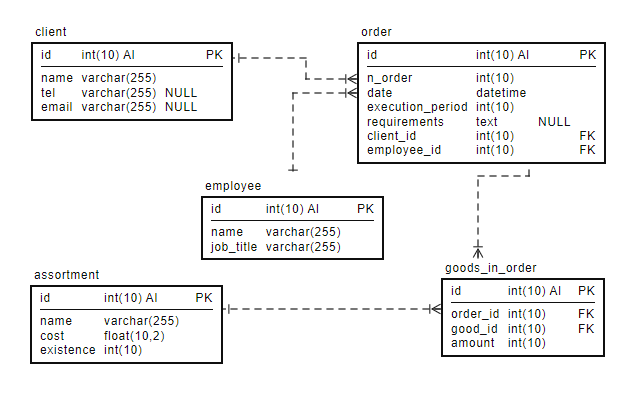 client
id int(10) AI PK
name varchar(255)
tel varchar(255) NULL
email varchar(255) NULL
order
id int(10) AI PK
n_order int(10)
date datetime
execution_period int(10)
requirements text NULL
client_id int(10) FK
employee_id int(10) FK
employee
id int(10) AI PK
name varchar(255)
job_title varchar(255)
assortment
id int(10) AI PK
name varchar(255)
cost float(10,2)
existence int(10)
goods_in_order
id int(10) AI PK
order_id int(10) FK
good_id int(10) FK
amount int(10)